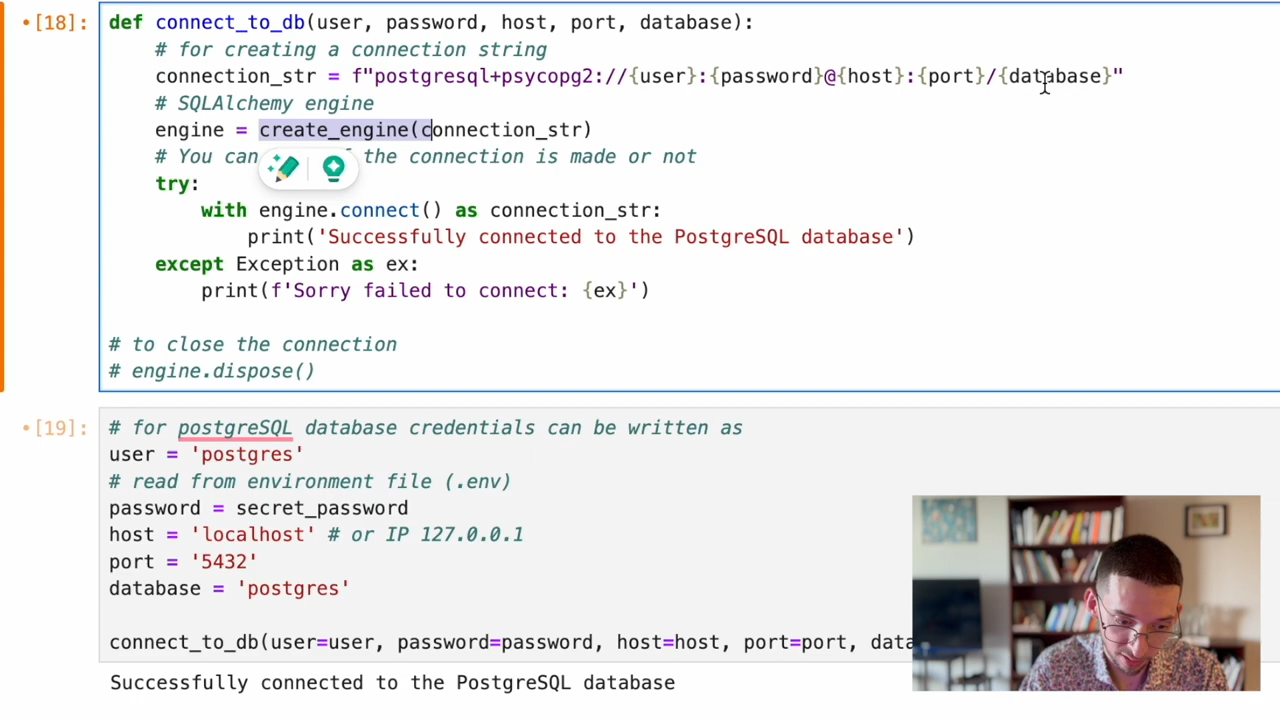 [18]: def connect_to_db(user, password, host, port, database):
# for creating a connection string
connection_str = f"postgresql+psycopg2://{user}:{password}@{host}:{port}/{database}"
# SQLAlchemy engine
engine = create_engine(connection_str)
# You can the connection is made or not
try:
with engine.connect() as connection_str:
print('Successfully connected to the PostgreSQL database')
except Exception as ex:
print(f'Sorry failed to connect: {ex}')
# to close the connection
# engine.dispose()
[19]: # for postgreSQL database credentials can be written as
user = 'postgres'
# read from environment file (.env)
password = secret_password
host = 'localhost' # or IP 127.0.0.1
port = '5432'
database = 'postgres'
connect_to_db(user=user, password=password, host=host, port=port, data
Successfully connected to the PostgreSQL database